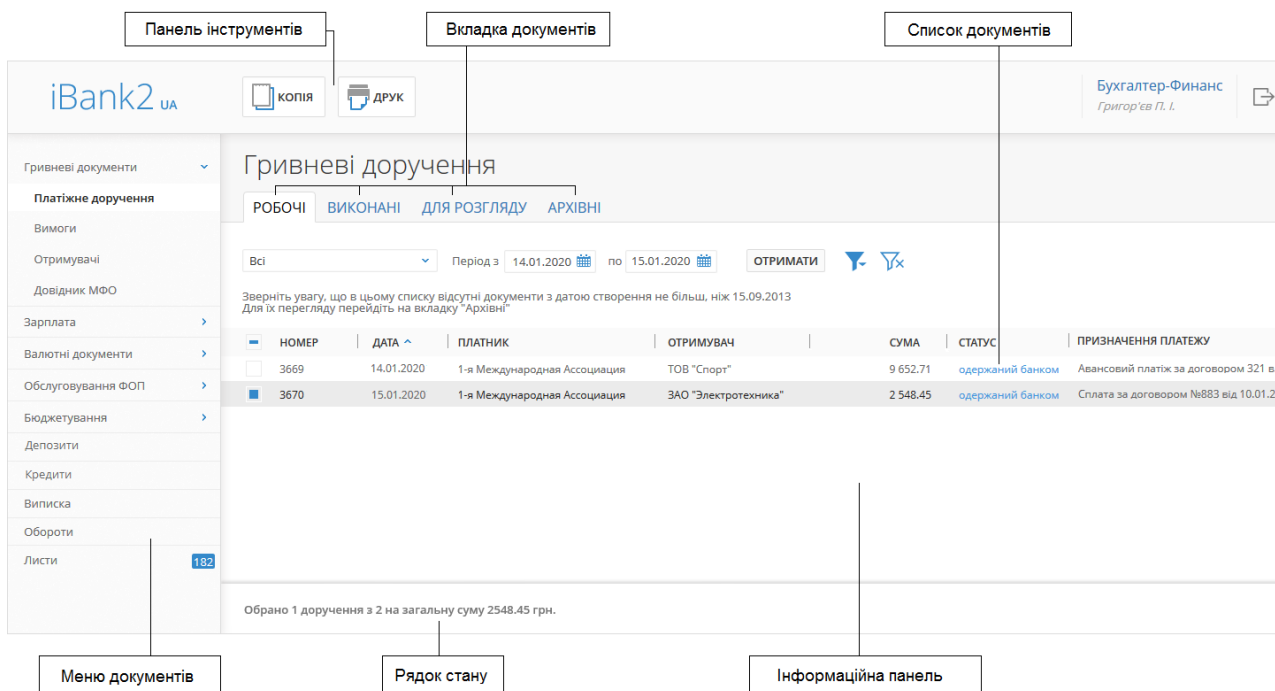 Панель інструментів
Вкладка документів
Список документів
iBank2 UA
КОПІЯ
ДРУК
Бухгалтер-Финанс
Григор'єв П. І.
Гривневі документи
Платіжне доручення
Вимоги
Отримувачі
Довідник МФО
Зарплата
Валютні документи
Обслуговування ФОП
Бюджетування
Депозити
Кредити
Виписка
Обороти
Листи 182
Гривневі доручення
РОБОЧІ ВИКОНАНІ ДЛЯ РОЗГЛЯДУ АРХІВНІ
Всі Період з 14.01.2020 по 15.01.2020 ОТРИМАТИ
Зверніть увагу, що в цьому списку відсутні документи з датою створення не більш, ніж 15.09.2013
Для їх перегляду перейдіть на вкладку "Архівні"
НОМЕР ДАТА ПЛАТНИК ОТРИМУВАЧ СУМА СТАТУС ПРИЗНАЧЕННЯ ПЛАТЕЖУ
3669 14.01.2020 1-я Международная Ассоциация ТОВ "Спорт" 9 652.71 одержаний банком Авансовий платіж за договором 321 в
3670 15.01.2020 1-я Международная Ассоциация ЗАО "Электротехника" 2 548.45 одержаний банком Сплата за договором №883 від 10.01.2
Обрано 1 доручення з 2 на загальну суму 2548.45 грн.
Меню документів
Рядок стану
Інформаційна панель